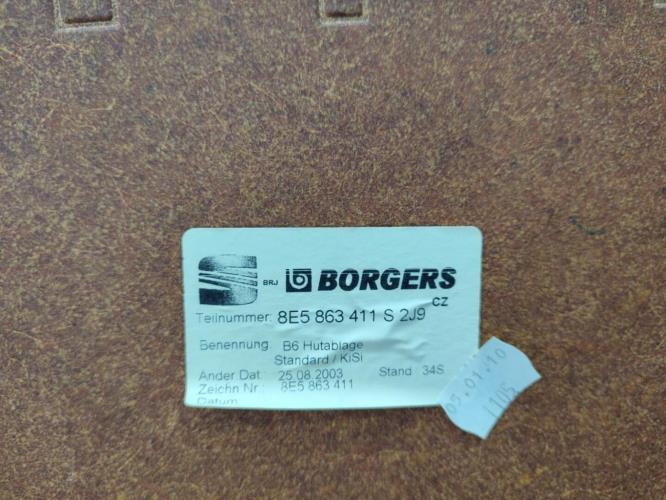 BRJ BORGERS
CZ
Teilnummer: 8E5 863 411 S 2J9
Benennung: B6 Hutablage
Standard / KiSi
Ander Dat.: 25.08.2003 Stand: 34S
Zeichn Nr.: 8E5 863 411
Datum
05.01.10
1105